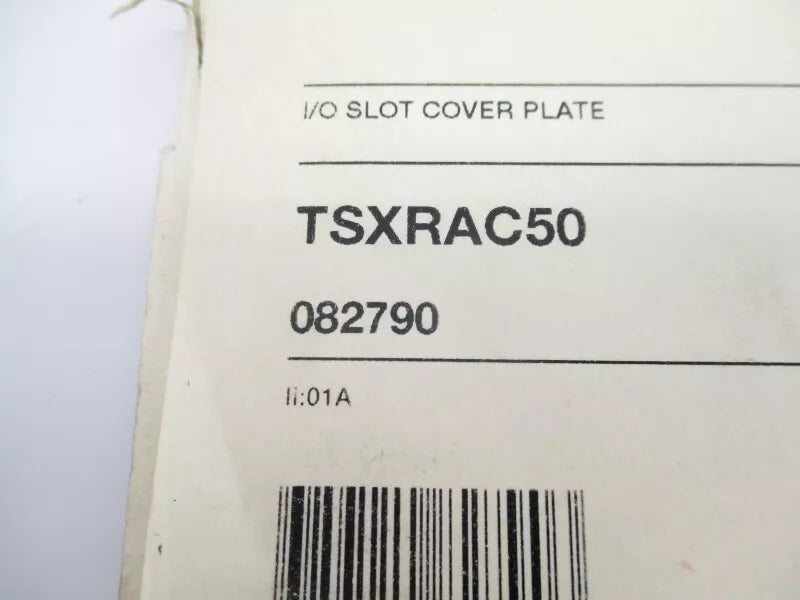 I/O SLOT COVER PLATE
TSXRAC50
082790
Ii:01A